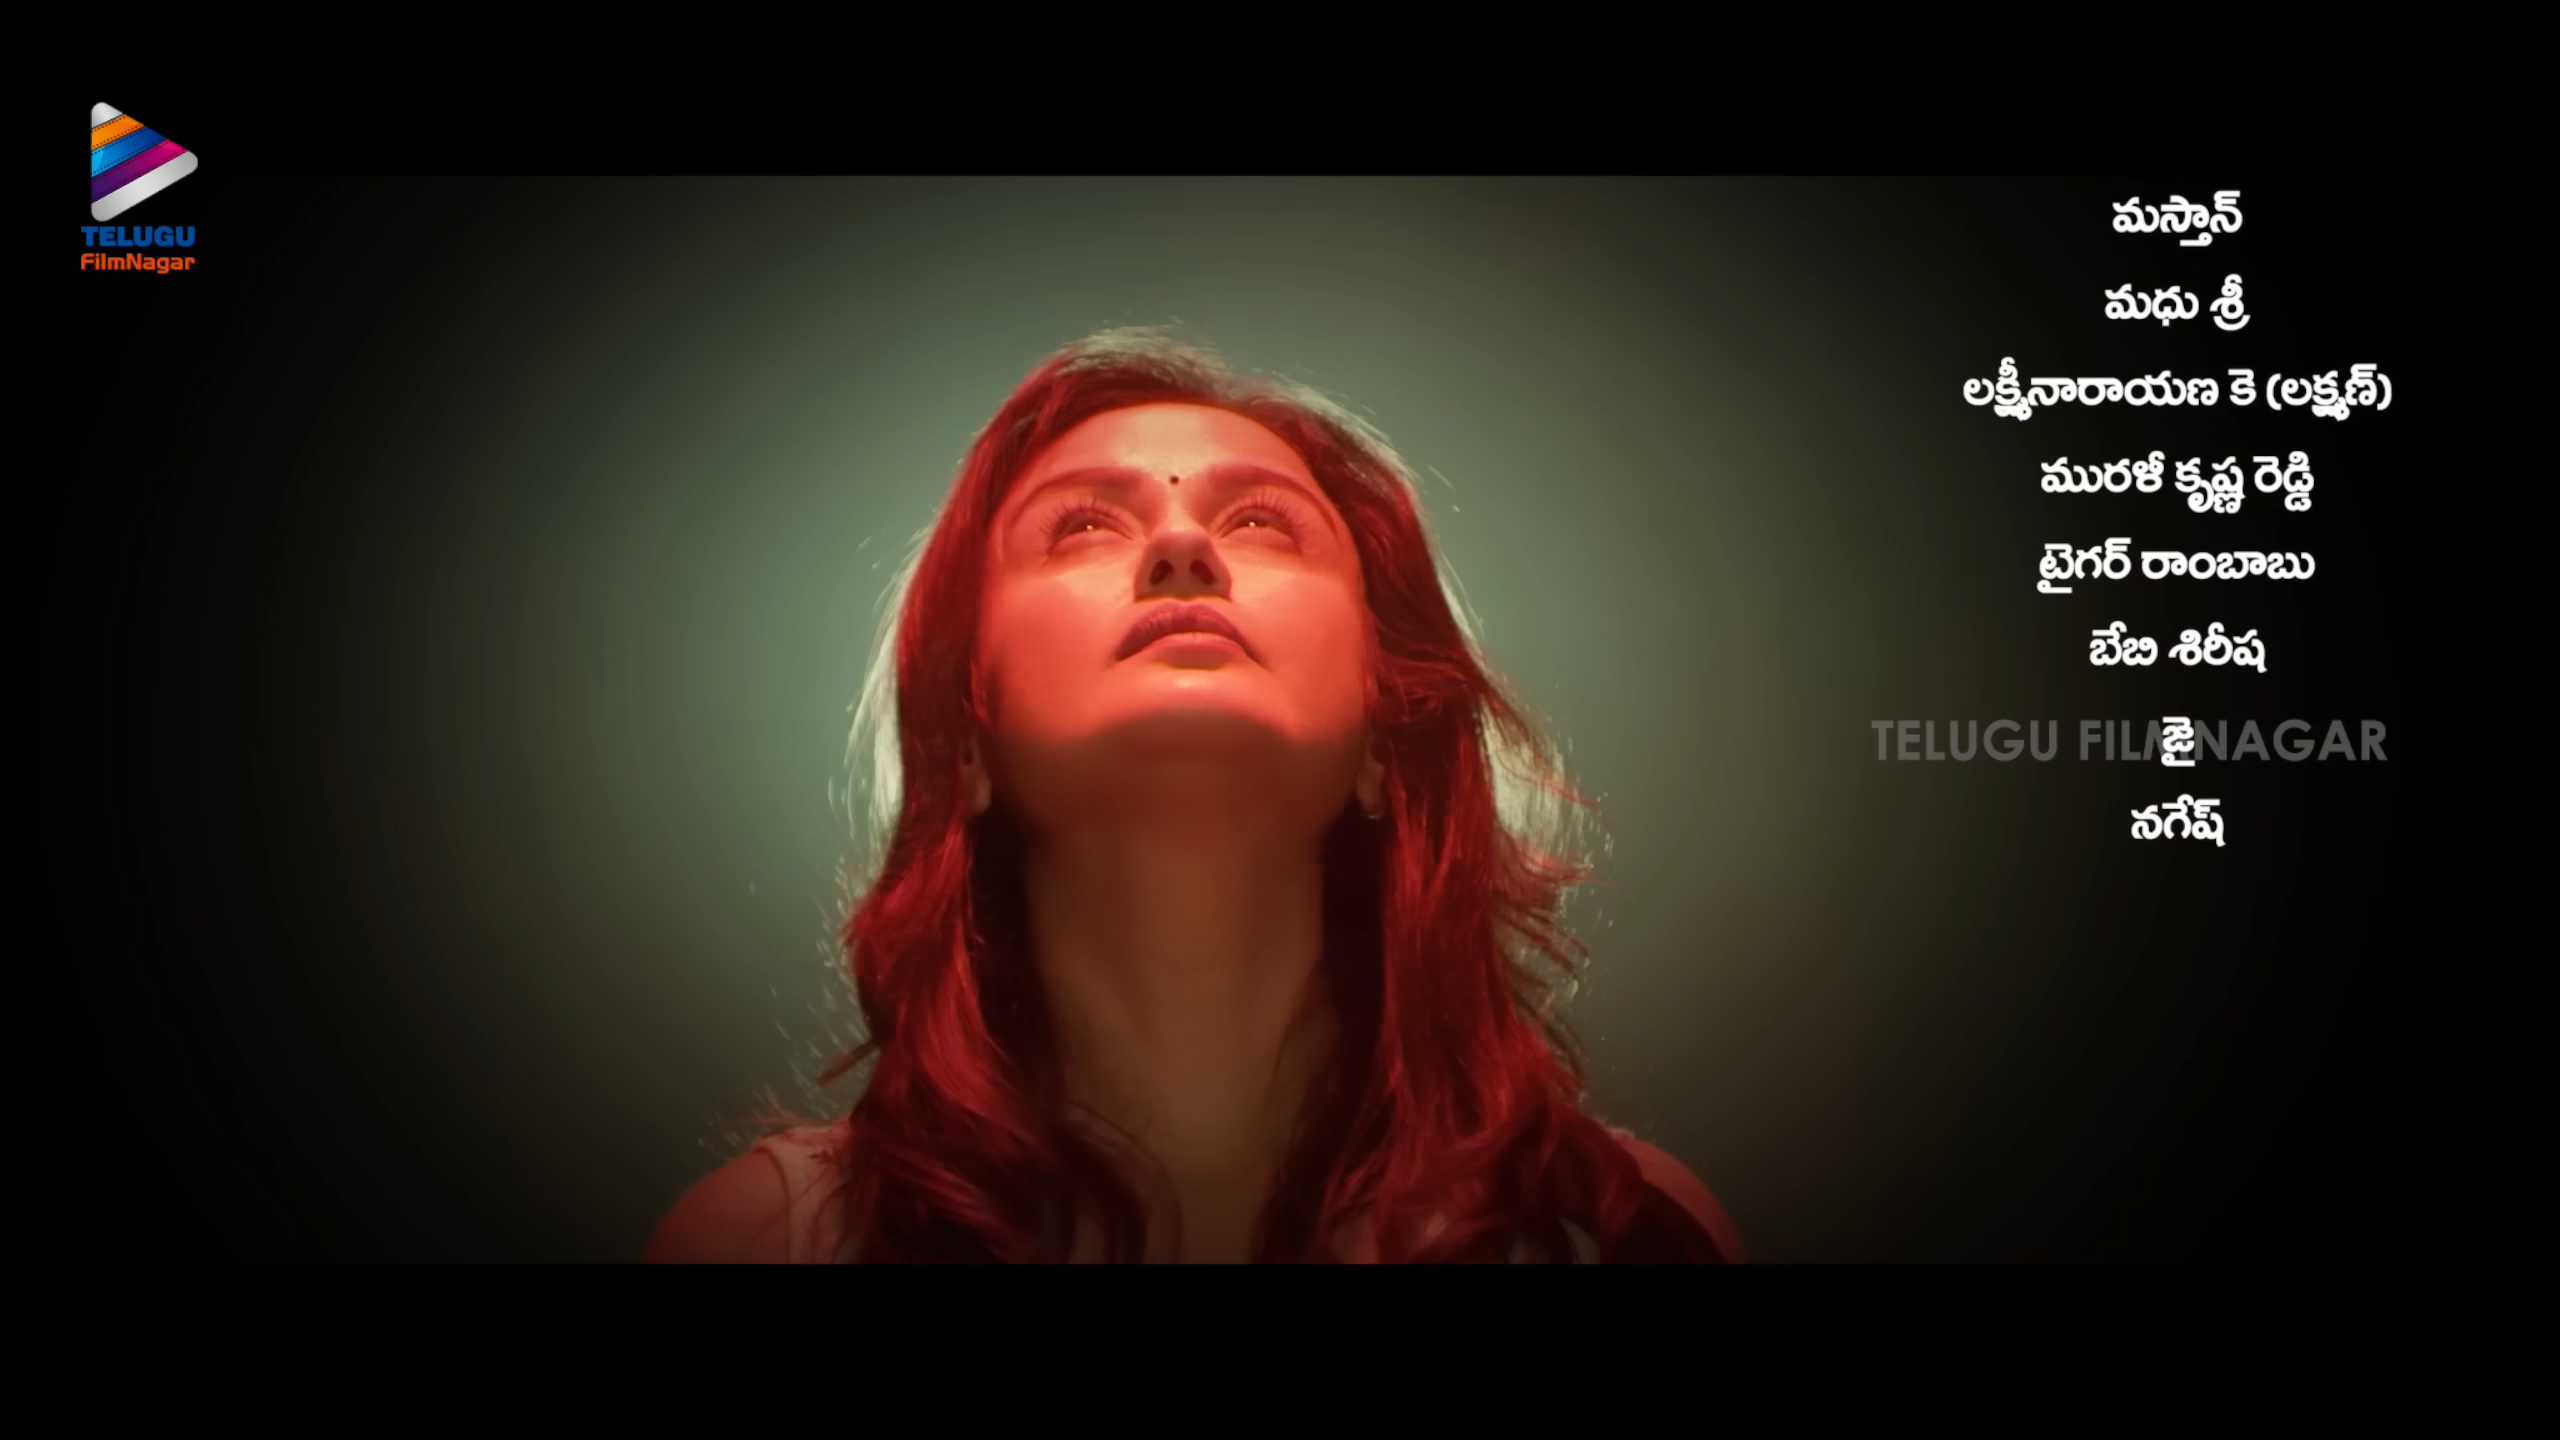 TELUGU
FilmNagar
మస్తాన్
మధు శ్రీ
లక్ష్మీనారాయణ కె (లక్ష్మణ్)
మురళీ కృష్ణ రెడ్డి
టైగర్ రాంబాబు
బేబి శిరీష
TELUGU FILMNAGAR
జై
నగేష్